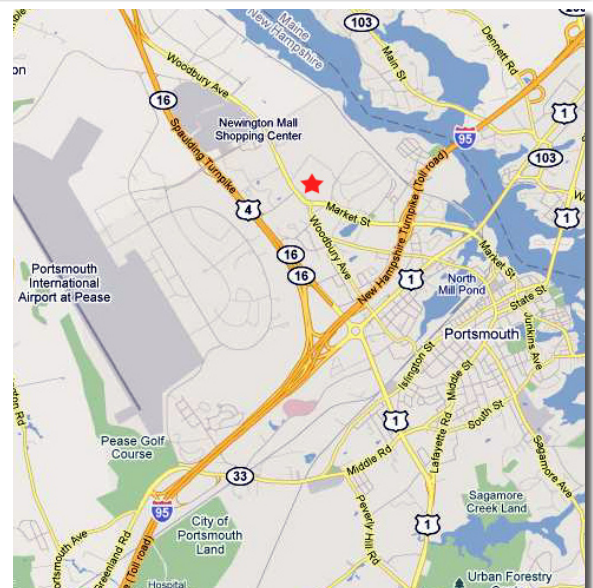 Maine
New Hampshire
103
Dennett Rd
Main St
Woodbury Ave
16
1
Newington Mall
Shopping Center
95
103
Spaulding Turnpike
4
Market St
Woodbury Ave
New Hampshire Turnpike (Toll road)
1
16
16
1
Market St
Portsmouth
International
Airport at Pease
North
Mill Pond
State St
Portsmouth
Junkins Ave
Islington St
Middle St
1
South St
Lafayette Rd
Sagamore Ave
Pease Golf
Course
Middle Rd
33
Peverly Hill Rd
Sagamore
Creek Land
95
City of
Portsmouth
Land
1
Greenland Rd
(Toll road)
Hospital
Urban Forestry